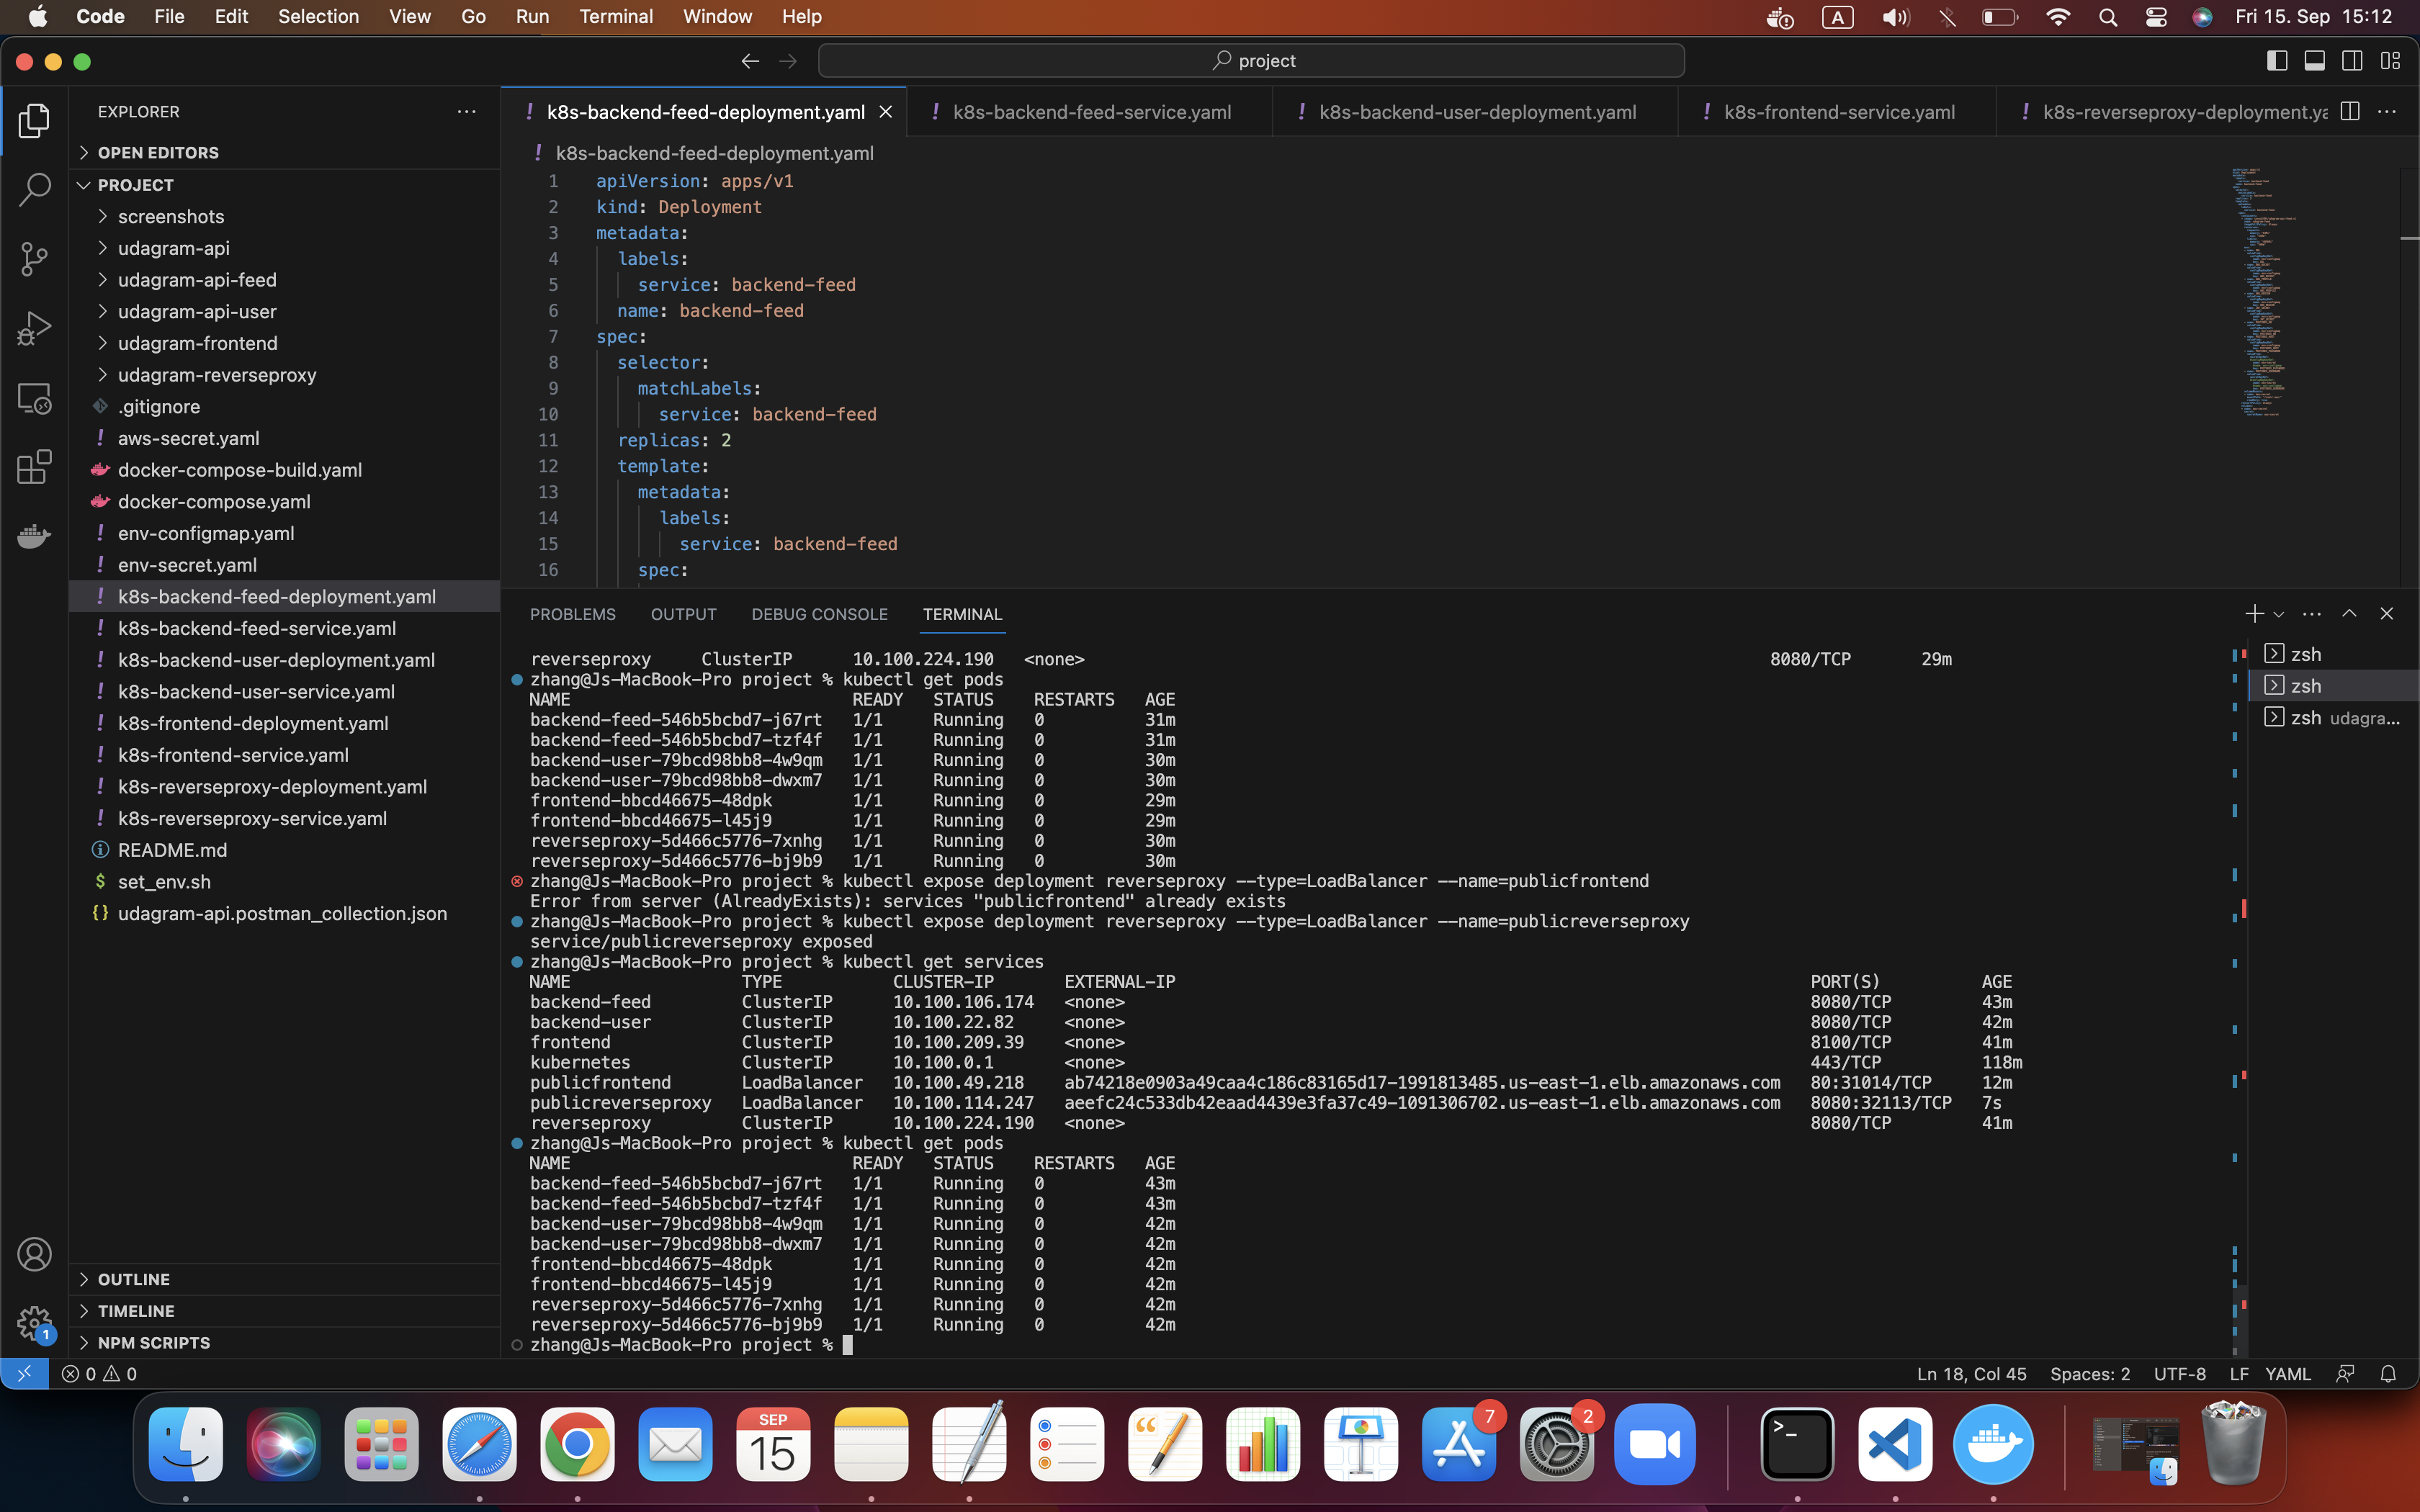 Code File Edit Selection View Go Run Terminal Window Help A Fri 15. Sep 15:12
project
EXPLORER
OPEN EDITORS
PROJECT
screenshots
udagram-api
udagram-api-feed
udagram-api-user
udagram-frontend
udagram-reverseproxy
.gitignore
! aws-secret.yaml
docker-compose-build.yaml
docker-compose.yaml
! env-configmap.yaml
! env-secret.yaml
! k8s-backend-feed-deployment.yaml
! k8s-backend-feed-service.yaml
! k8s-backend-user-deployment.yaml
! k8s-backend-user-service.yaml
! k8s-frontend-deployment.yaml
! k8s-frontend-service.yaml
! k8s-reverseproxy-deployment.yaml
! k8s-reverseproxy-service.yaml
README.md
$ set_env.sh
{} udagram-api.postman_collection.json
OUTLINE
TIMELINE
NPM SCRIPTS
1
! k8s-backend-feed-deployment.yaml ! k8s-backend-feed-service.yaml ! k8s-backend-user-deployment.yaml ! k8s-frontend-service.yaml ! k8s-reverseproxy-deployment.ya
! k8s-backend-feed-deployment.yaml
1 apiVersion: apps/v1
2 kind: Deployment
3 metadata:
4 labels:
5 service: backend-feed
6 name: backend-feed
7 spec:
8 selector:
9 matchLabels:
10 service: backend-feed
11 replicas: 2
12 template:
13 metadata:
14 labels:
15 service: backend-feed
16 spec:
PROBLEMS OUTPUT DEBUG CONSOLE TERMINAL
reverseproxy ClusterIP 10.100.224.190 <none> 8080/TCP 29m
zhang@Js-MacBook-Pro project % kubectl get pods
NAME READY STATUS RESTARTS AGE
backend-feed-546b5bcbd7-j67rt 1/1 Running 0 31m
backend-feed-546b5bcbd7-tzf4f 1/1 Running 0 31m
backend-user-79bcd98bb8-4w9qm 1/1 Running 0 30m
backend-user-79bcd98bb8-dwxm7 1/1 Running 0 30m
frontend-bbcd46675-48dpk 1/1 Running 0 29m
frontend-bbcd46675-l45j9 1/1 Running 0 29m
reverseproxy-5d466c5776-7xnhg 1/1 Running 0 30m
reverseproxy-5d466c5776-bj9b9 1/1 Running 0 30m
zhang@Js-MacBook-Pro project % kubectl expose deployment reverseproxy --type=LoadBalancer --name=publicfrontend
Error from server (AlreadyExists): services "publicfrontend" already exists
zhang@Js-MacBook-Pro project % kubectl expose deployment reverseproxy --type=LoadBalancer --name=publicreverseproxy
service/publicreverseproxy exposed
zhang@Js-MacBook-Pro project % kubectl get services
NAME TYPE CLUSTER-IP EXTERNAL-IP PORT(S) AGE
backend-feed ClusterIP 10.100.106.174 <none> 8080/TCP 43m
backend-user ClusterIP 10.100.22.82 <none> 8080/TCP 42m
frontend ClusterIP 10.100.209.39 <none> 8100/TCP 41m
kubernetes ClusterIP 10.100.0.1 <none> 443/TCP 118m
publicfrontend LoadBalancer 10.100.49.218 ab74218e0903a49caa4c186c83165d17-1991813485.us-east-1.elb.amazonaws.com 80:31014/TCP 12m
publicreverseproxy LoadBalancer 10.100.114.247 aeefc24c533db42eaad4439e3fa37c49-1091306702.us-east-1.elb.amazonaws.com 8080:32113/TCP 7s
reverseproxy ClusterIP 10.100.224.190 <none> 8080/TCP 41m
zhang@Js-MacBook-Pro project % kubectl get pods
NAME READY STATUS RESTARTS AGE
backend-feed-546b5bcbd7-j67rt 1/1 Running 0 43m
backend-feed-546b5bcbd7-tzf4f 1/1 Running 0 43m
backend-user-79bcd98bb8-4w9qm 1/1 Running 0 42m
backend-user-79bcd98bb8-dwxm7 1/1 Running 0 42m
frontend-bbcd46675-48dpk 1/1 Running 0 42m
frontend-bbcd46675-l45j9 1/1 Running 0 42m
reverseproxy-5d466c5776-7xnhg 1/1 Running 0 42m
reverseproxy-5d466c5776-bj9b9 1/1 Running 0 42m
zhang@Js-MacBook-Pro project %
zsh
zsh
zsh udagra...
0 0 Ln 18, Col 45 Spaces: 2 UTF-8 LF YAML
SEP
15
7
2